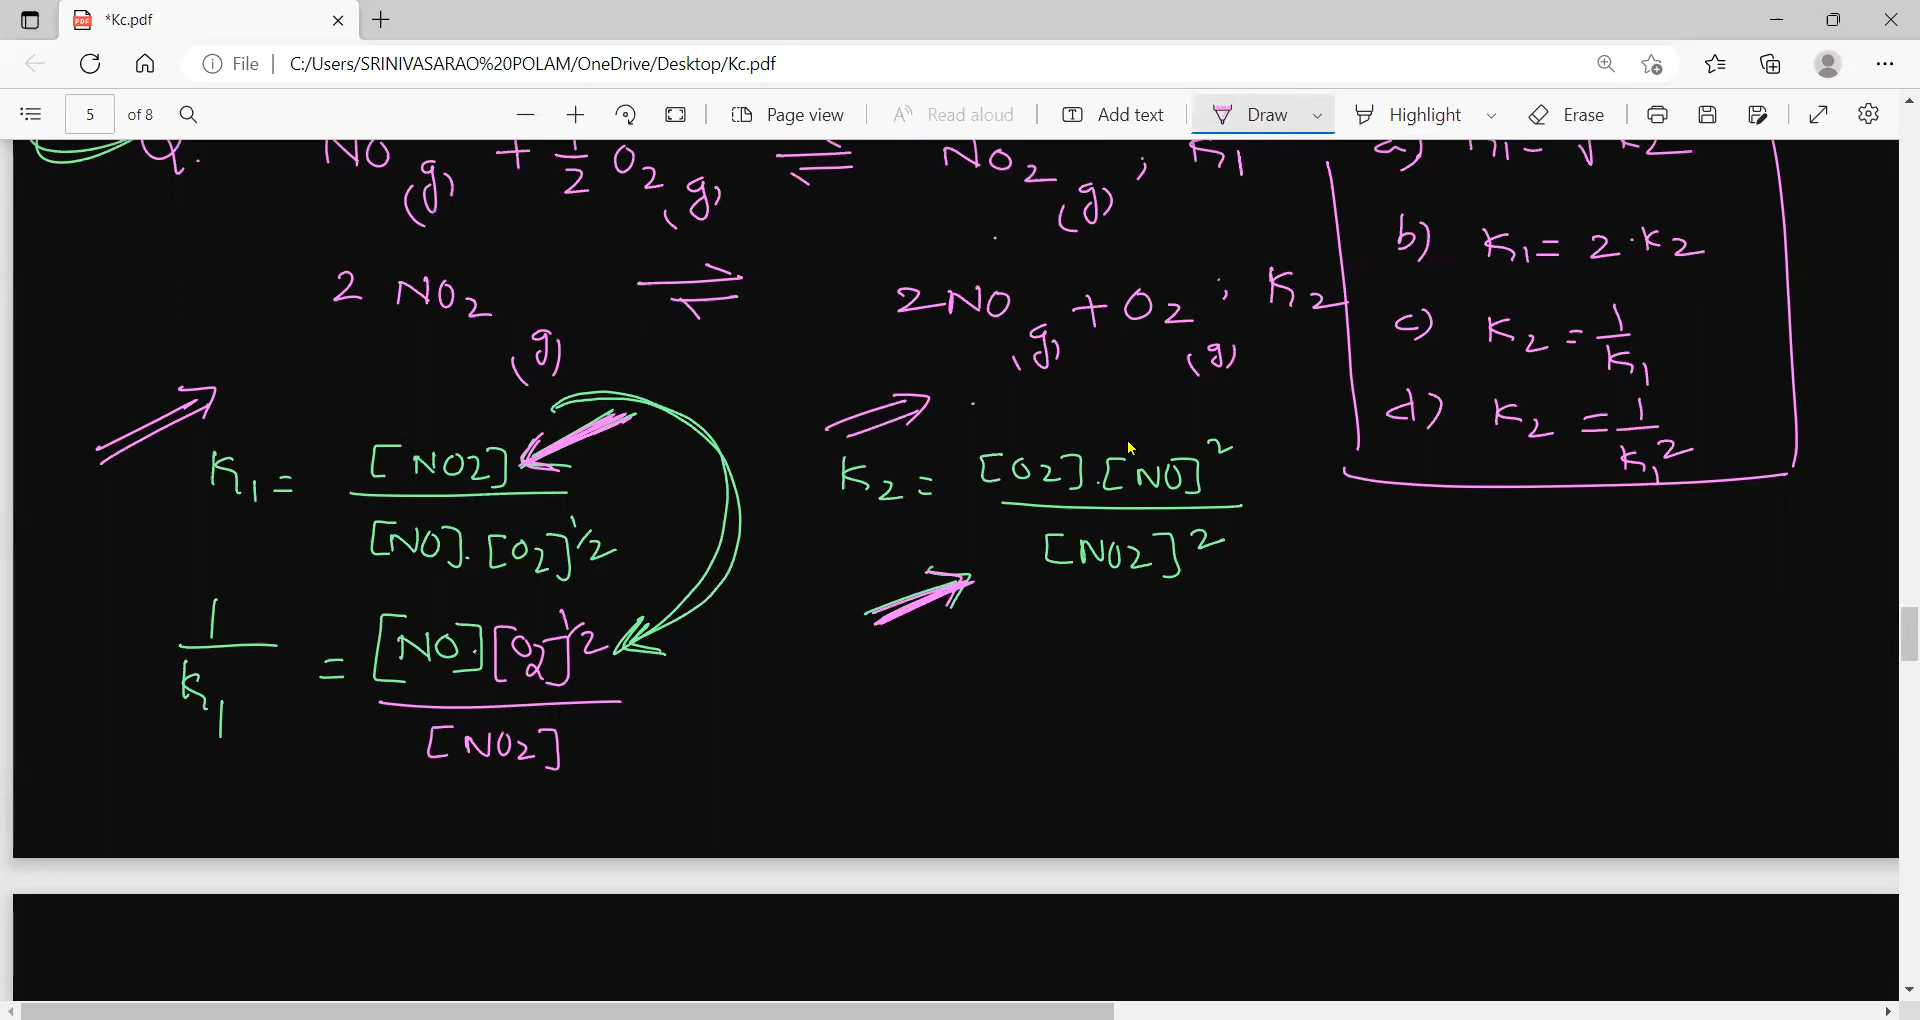 *Kc.pdf
File C:/Users/SRINIVASARAO%20POLAM/OneDrive/Desktop/Kc.pdf
5 of 8 Page view Read aloud Add text Draw Highlight Erase
Q. NO (g) + 1/2 O2 (g) ⇌ NO2 (g) ; K1
2 NO2 (g) ⇌ 2NO (g) + O2 (g) ; K2
a) K1 = √K2
b) K1 = 2·K2
c) K2 = 1/K1
d) K2 = 1/K1²
K1 = [NO2] / [NO].[O2]^1/2
K2 = [O2].[NO]² / [NO2]²
1/K1 = [NO].[O2]^1/2 / [NO2]